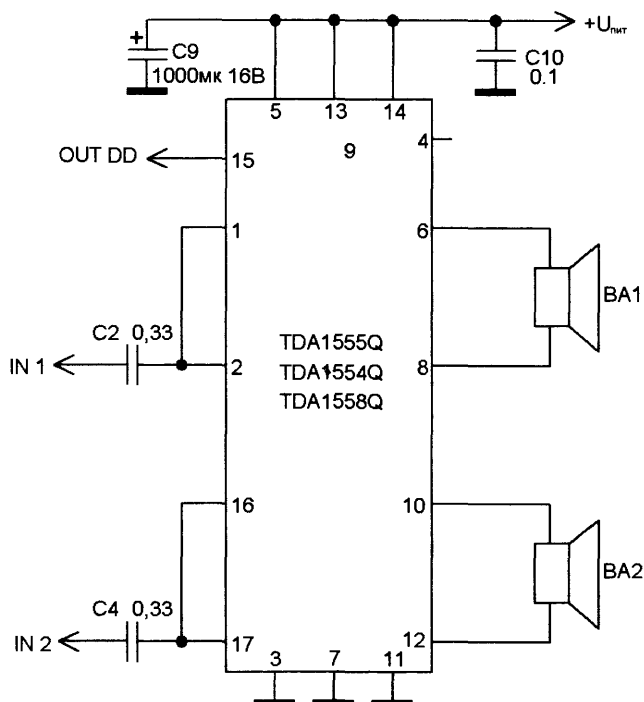 +Uпит
C9
1000мк 16В
C10
0.1
5
13
14
4
9
OUT DD
15
1
6
BA1
C2 0,33
TDA1555Q
TDA1554Q
TDA1558Q
IN 1
2
8
16
10
BA2
C4 0,33
IN 2
17
12
3
7
11